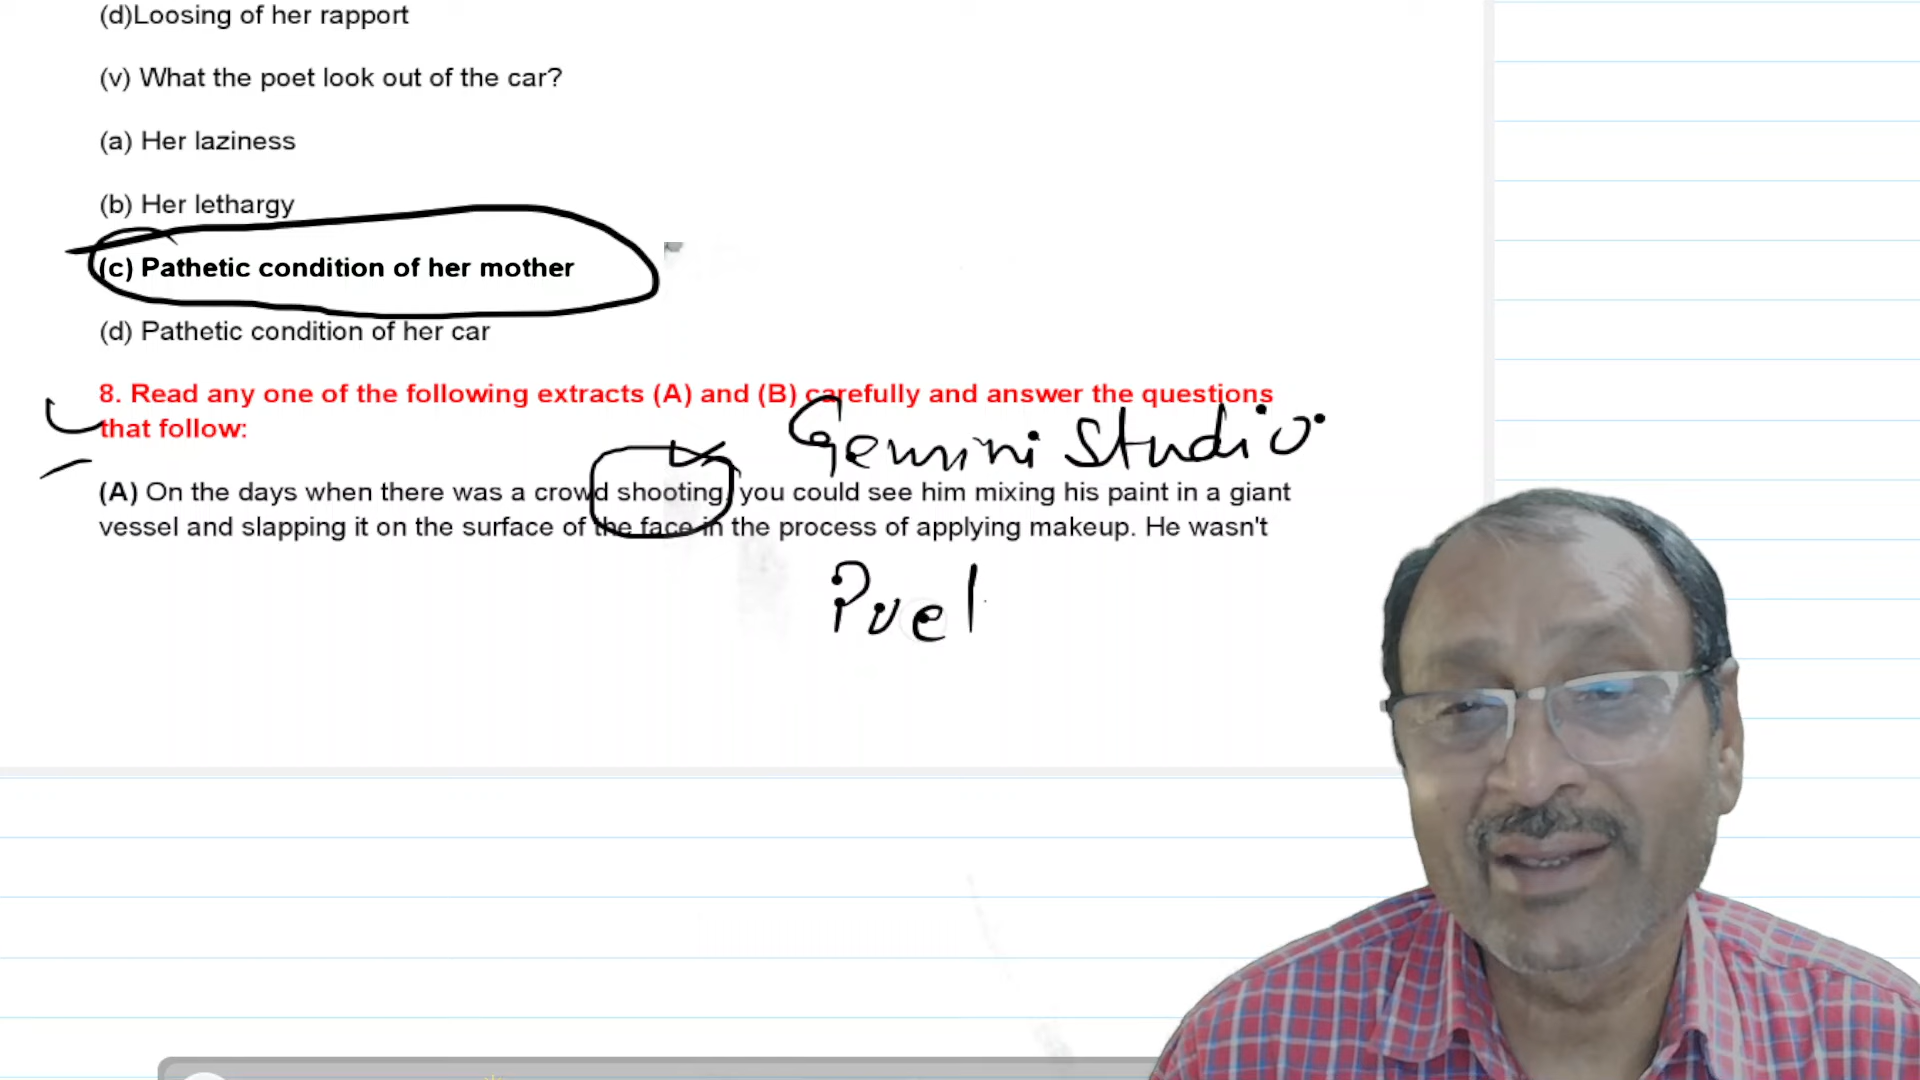 (d)Loosing of her rapport
(v) What the poet look out of the car?
(a) Her laziness
(b) Her lethargy
(c) Pathetic condition of her mother
(d) Pathetic condition of her car
8. Read any one of the following extracts (A) and (B) carefully and answer the questions
that follow:
Gemini Studio
(A) On the days when there was a crowd shooting, you could see him mixing his paint in a giant
vessel and slapping it on the surface of the face in the process of applying makeup. He wasn't